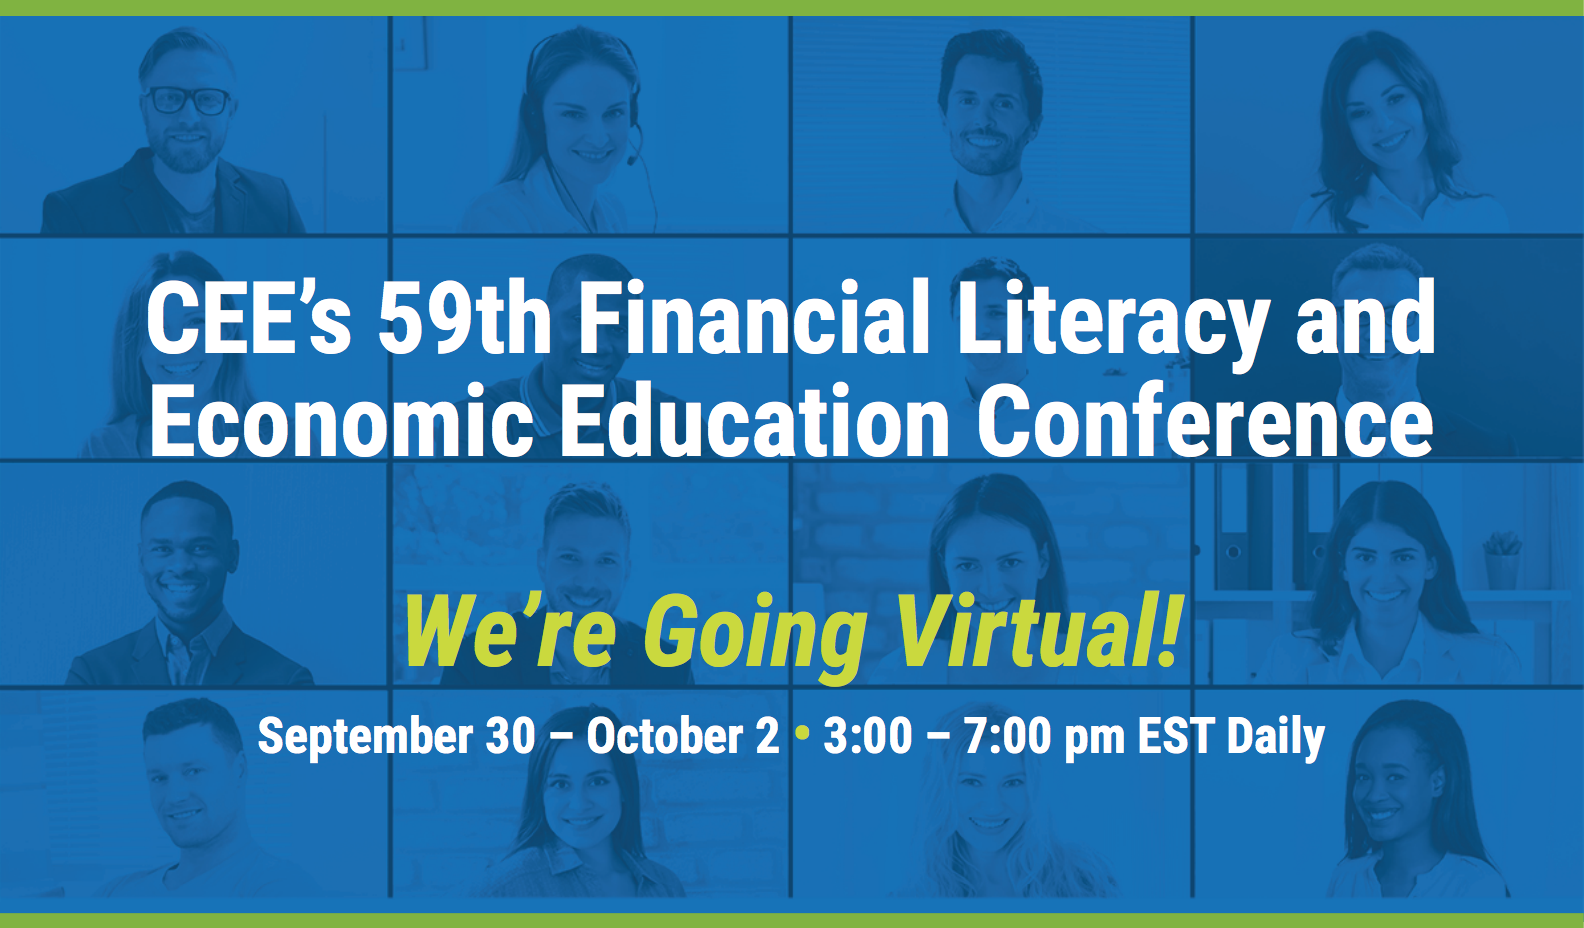 CEE’s 59th Financial Literacy and
Economic Education Conference
We’re Going Virtual!
September 30 – October 2 • 3:00 – 7:00 pm EST Daily